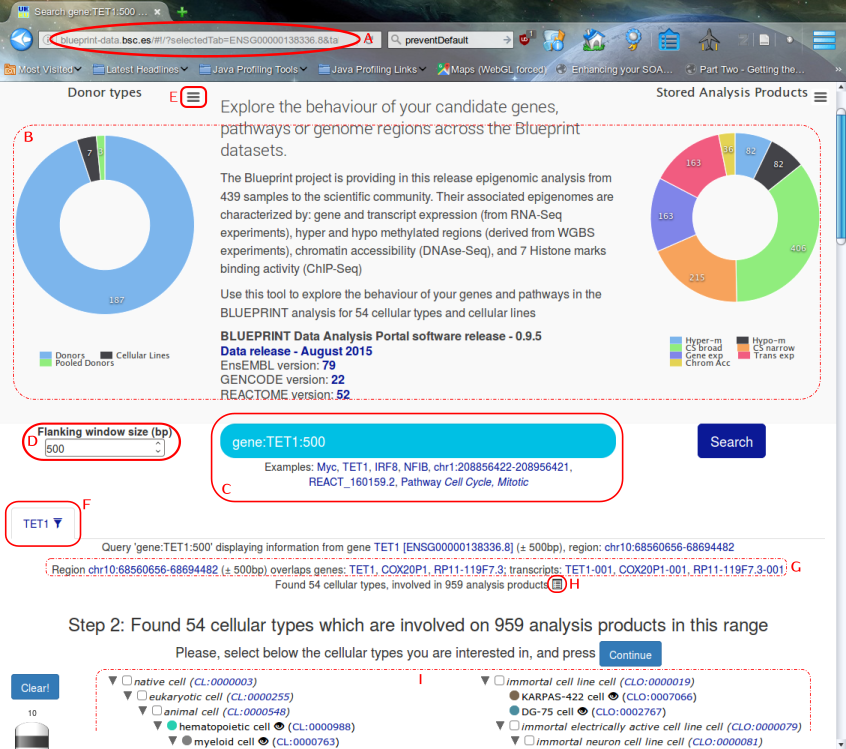 Search gene:TET1:500 ... ×
blueprint-data.bsc.es/#!/?selectedTab=ENSG00000138336.8&ta
A
preventDefault
Most Visited
Latest Headlines
Java Profiling Tools
Java Profiling Links
Maps (WebGL forced)
Enhancing your SOA...
Part Two - Getting the...
»
Donor types
E
Explore the behaviour of your candidate genes,
pathways or genome regions across the Blueprint
datasets.
Stored Analysis Products
B
7
3
187
Donors
Cellular Lines
Pooled Donors
The Blueprint project is providing in this release epigenomic analysis from
439 samples to the scientific community. Their associated epigenomes are
characterized by: gene and transcript expression (from RNA-Seq
experiments), hyper and hypo methylated regions (derived from WGBS
experiments), chromatin accessibility (DNAse-Seq), and 7 Histone marks
binding activity (ChIP-Seq)
Use this tool to explore the behaviour of your genes and pathways in the
BLUEPRINT analysis for 54 cellular types and cellular lines
BLUEPRINT Data Analysis Portal software release - 0.9.5
Data release - August 2015
EnsEMBL version: 79
GENCODE version: 22
REACTOME version: 52
36
82
82
163
163
406
215
Hyper-m
Hypo-m
CS broad
CS narrow
Gene exp
Trans exp
Chrom Acc
Flanking window size (bp)
D
500
gene:TET1:500
Search
Examples: Myc, TET1, IRF8, NFIB, chr1:208856422-208956421,
REACT_160159.2, Pathway Cell Cycle, Mitotic
C
F
TET1
Query 'gene:TET1:500' displaying information from gene TET1 [ENSG00000138336.8] (± 500bp), region: chr10:68560656-68694482
Region chr10:68560656-68694482 (± 500bp) overlaps genes: TET1, COX20P1, RP11-119F7.3; transcripts: TET1-001, COX20P1-001, RP11-119F7.3-001
G
Found 54 cellular types, involved in 959 analysis products
H
Step 2: Found 54 cellular types which are involved on 959 analysis products in this range
Please, select below the cellular types you are interested in, and press Continue
Clear!
10
I
native cell (CL:0000003)
eukaryotic cell (CL:0000255)
animal cell (CL:0000548)
hematopoietic cell (CL:0000988)
myeloid cell (CL:0000763)
immortal cell line cell (CLO:0000019)
KARPAS-422 cell (CLO:0007066)
DG-75 cell (CLO:0002767)
immortal electrically active cell line cell (CLO:0000079)
immortal neuron cell line cell (CLO:0000081)